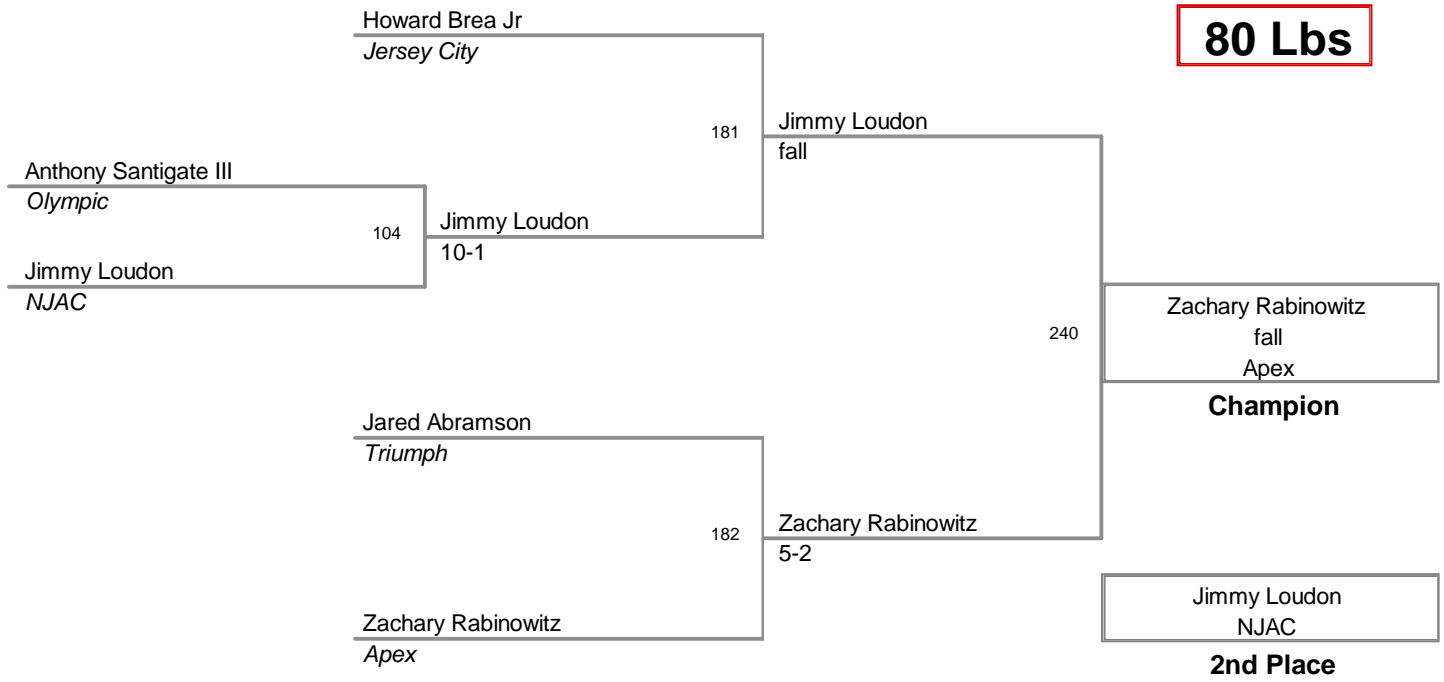 Howard Brea Jr
Jersey City
80 Lbs
181
Jimmy Loudon
fall
Anthony Santigate III
Olympic
104
Jimmy Loudon
10-1
Jimmy Loudon
NJAC
240
Zachary Rabinowitz
fall
Apex
Champion
Jared Abramson
Triumph
182
Zachary Rabinowitz
5-2
Zachary Rabinowitz
Apex
Jimmy Loudon
NJAC
2nd Place